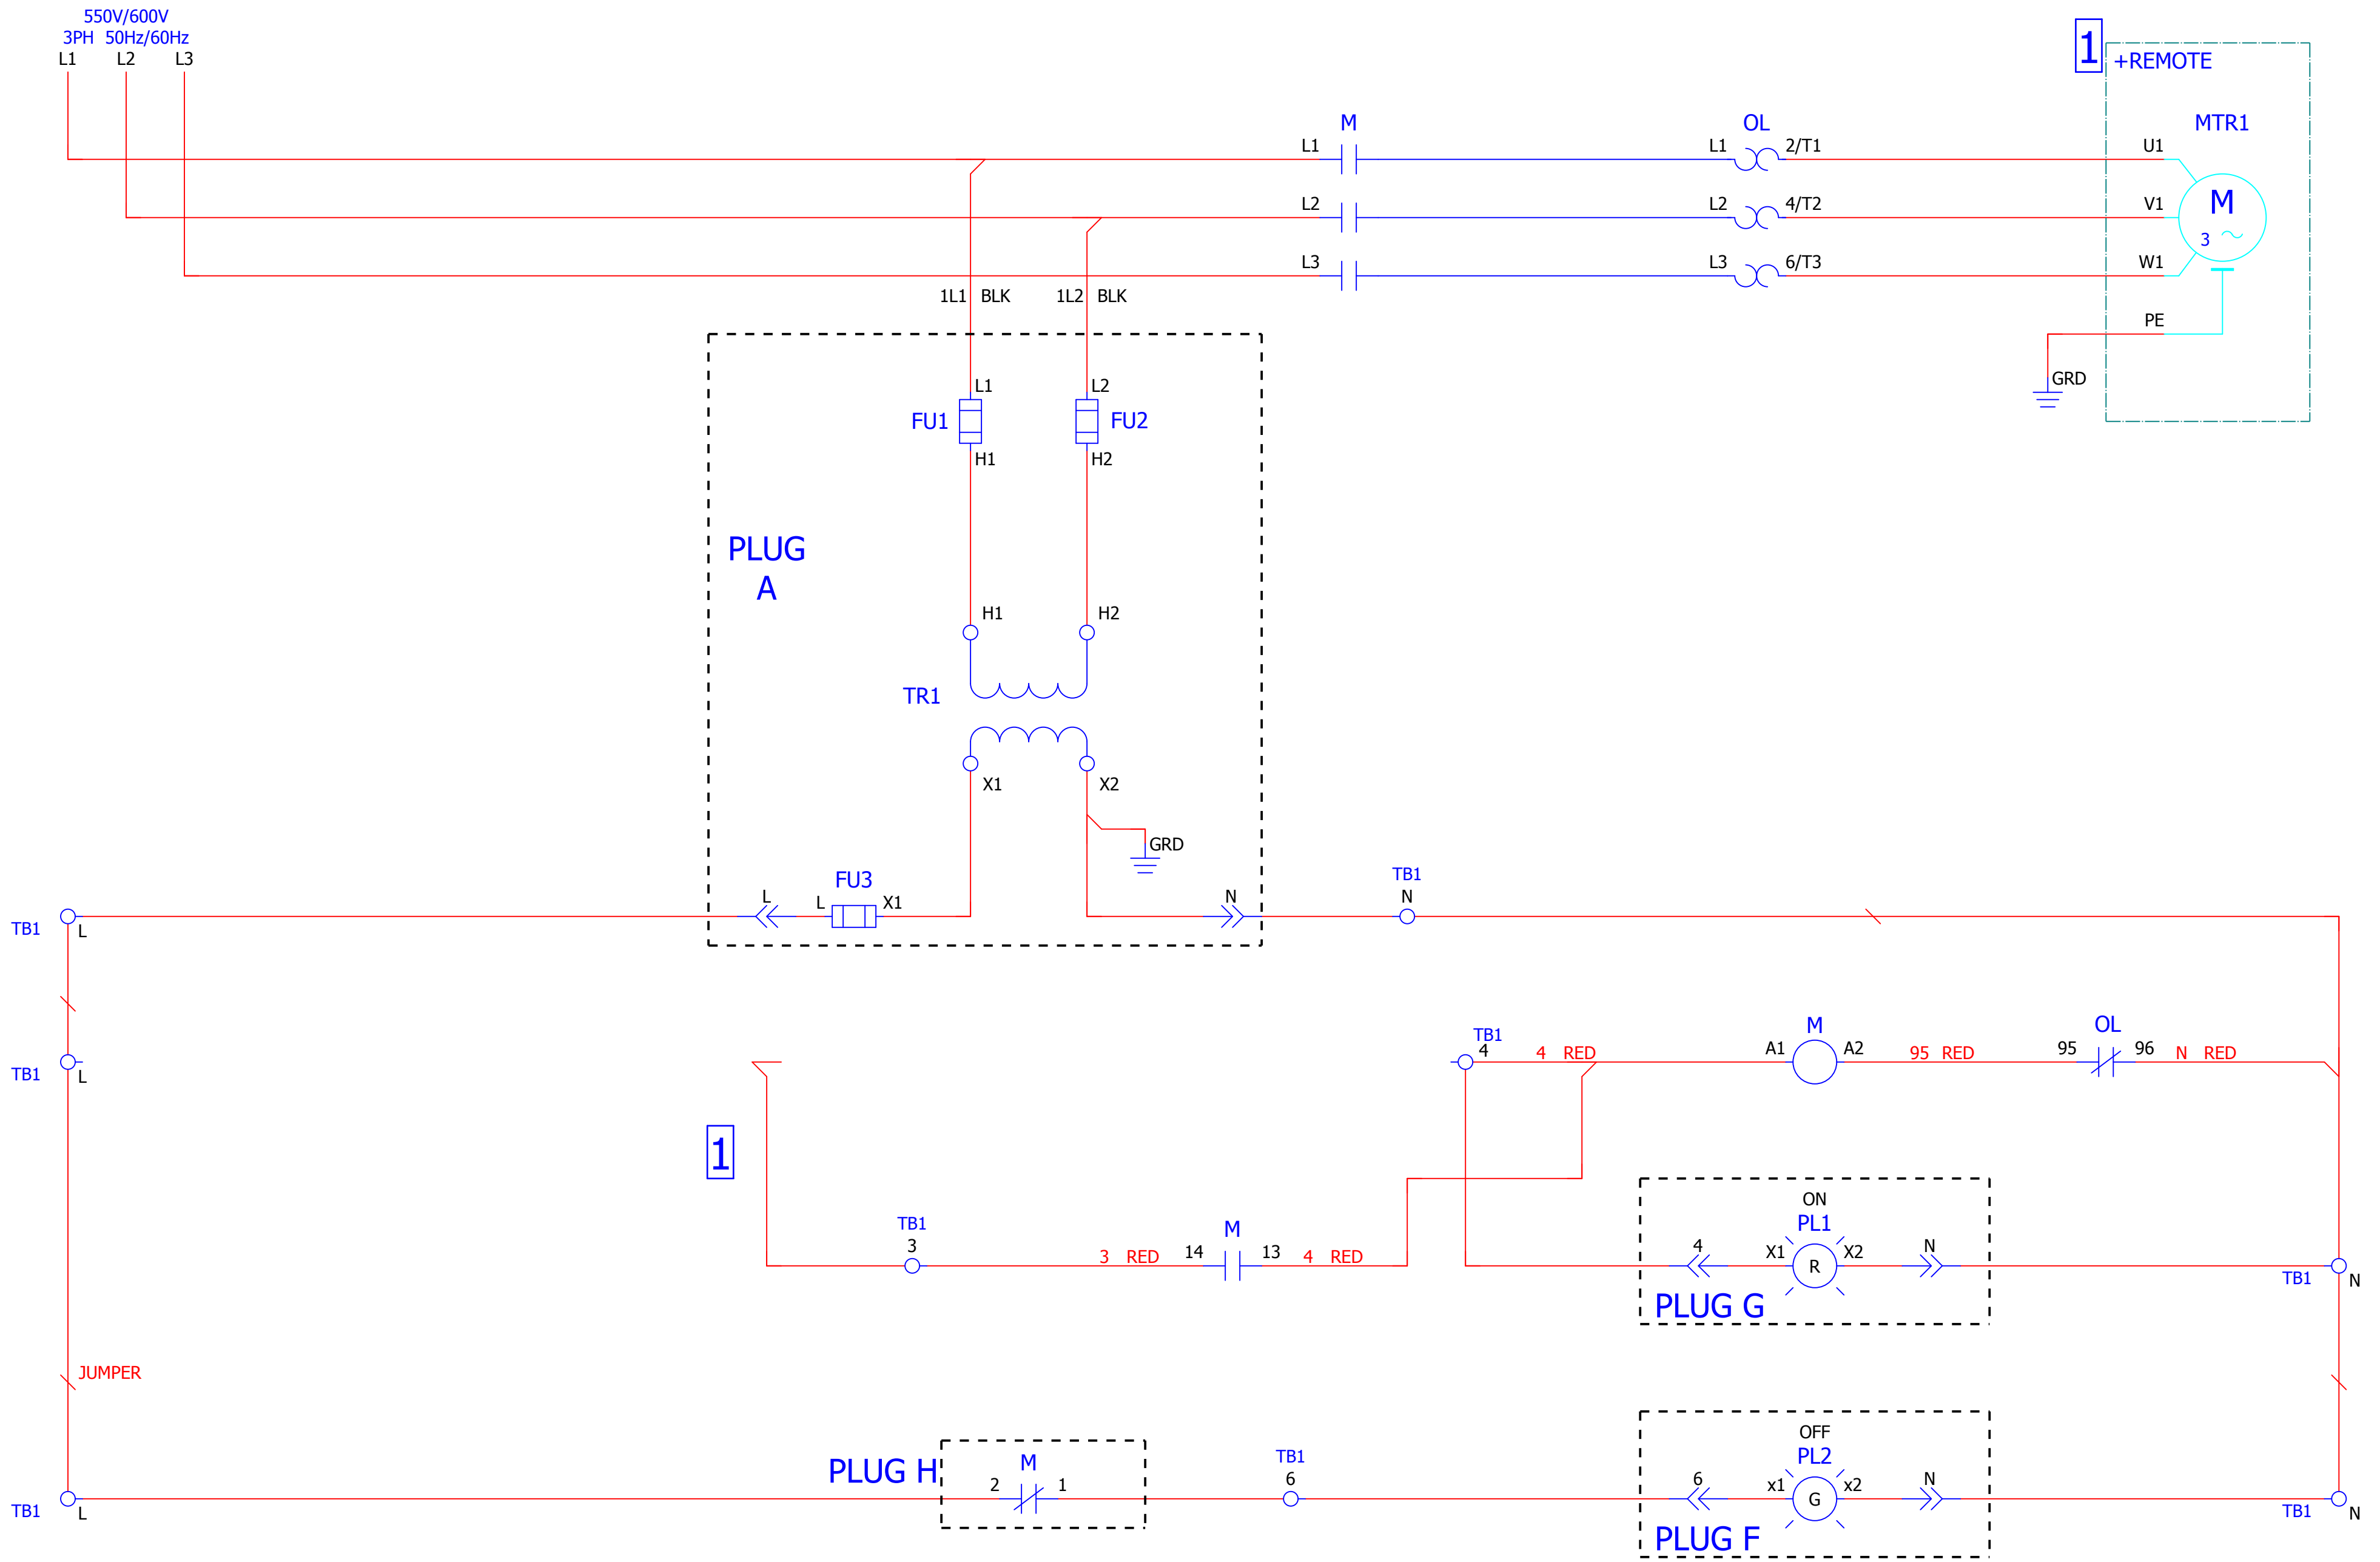 550V/600V
3PH 50Hz/60Hz
L1 L2 L3
1
+REMOTE
MTR1
M
OL
L1
L1
2/T1
U1
L2
L2
4/T2
V1
M
3
L3
L3
6/T3
W1
1L1 BLK
1L2 BLK
PE
GRD
L1
L2
FU1
FU2
H1
H2
PLUG
A
H1
H2
TR1
X1
X2
GRD
FU3
L
L
X1
N
TB1
N
TB1
L
TB1
4
4 RED
M
A1
A2
95 RED
OL
95
96
N RED
TB1
L
1
TB1
3
3 RED
M
14
13
4 RED
ON
PL1
4
X1
R
X2
N
PLUG G
TB1
N
JUMPER
PLUG H
M
2
1
TB1
6
OFF
PL2
6
x1
G
x2
N
PLUG F
TB1
L
TB1
N